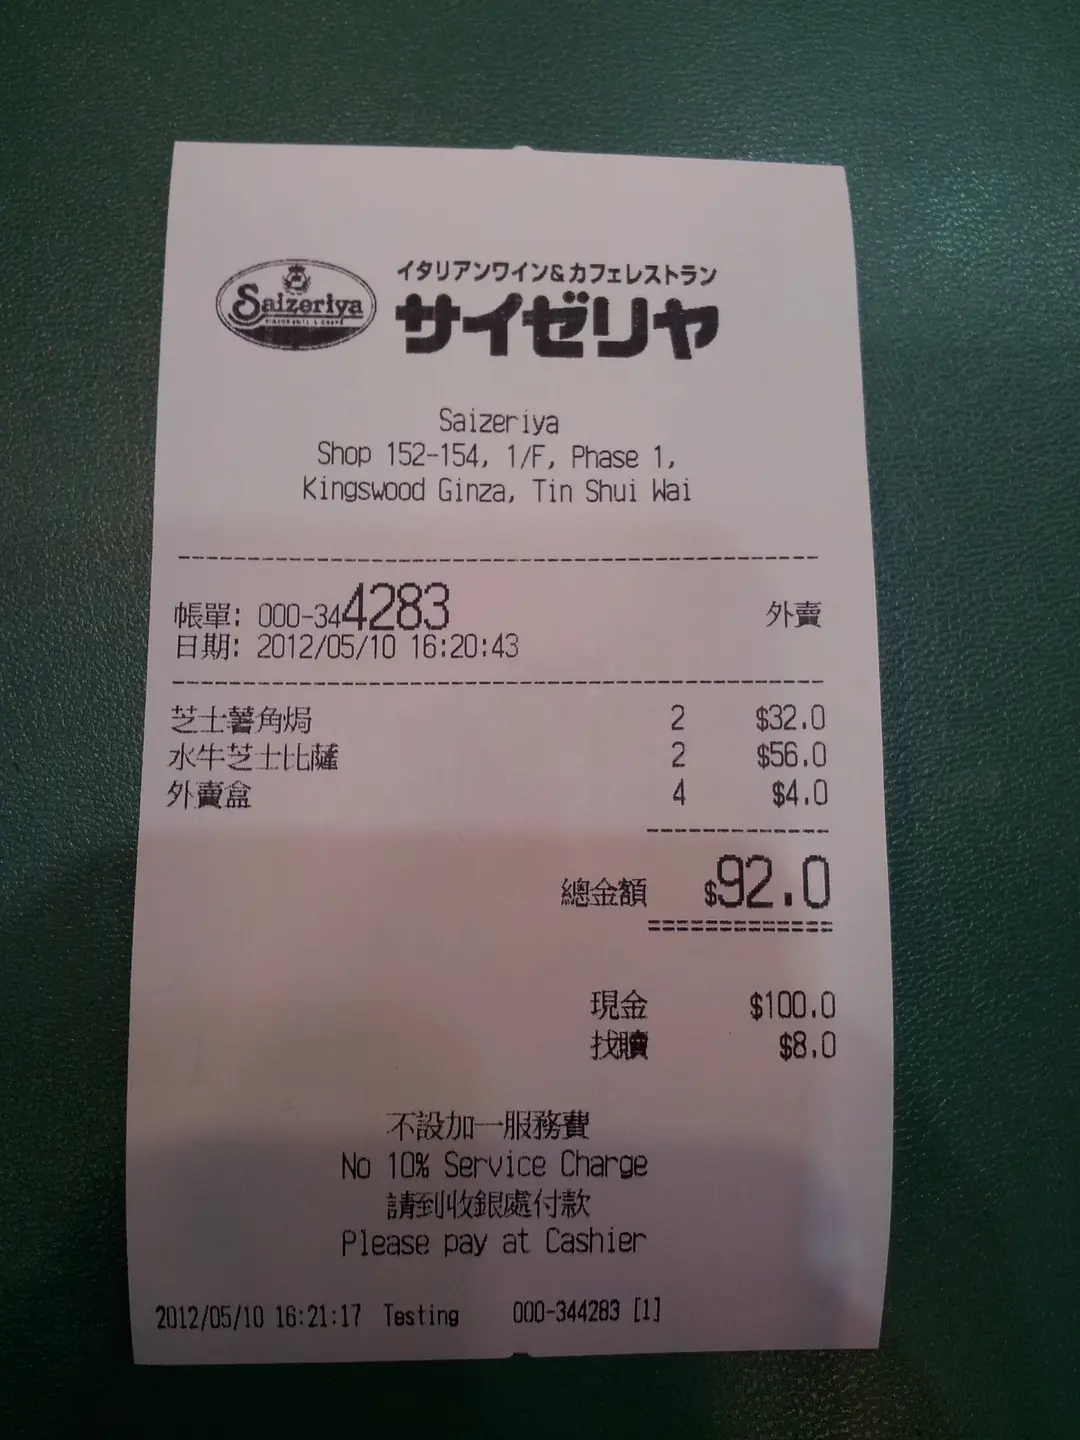 Saizeriya
RISTORANTE & CAFFÈ
イタリアンワイン&カフェレストラン
サイゼリヤ
Saizeriya
Shop 152-154, 1/F, Phase 1,
Kingswood Ginza, Tin Shui Wai
帳單: 000-344283 外賣
日期: 2012/05/10 16:20:43
芝士薯角焗 2 $32.0
水牛芝士比薩 2 $56.0
外賣盒 4 $4.0
總金額 $92.0
現金 $100.0
找贖 $8.0
不設加一服務費
No 10% Service Charge
請到收銀處付款
Please pay at Cashier
2012/05/10 16:21:17 Testing 000-344283 [1]